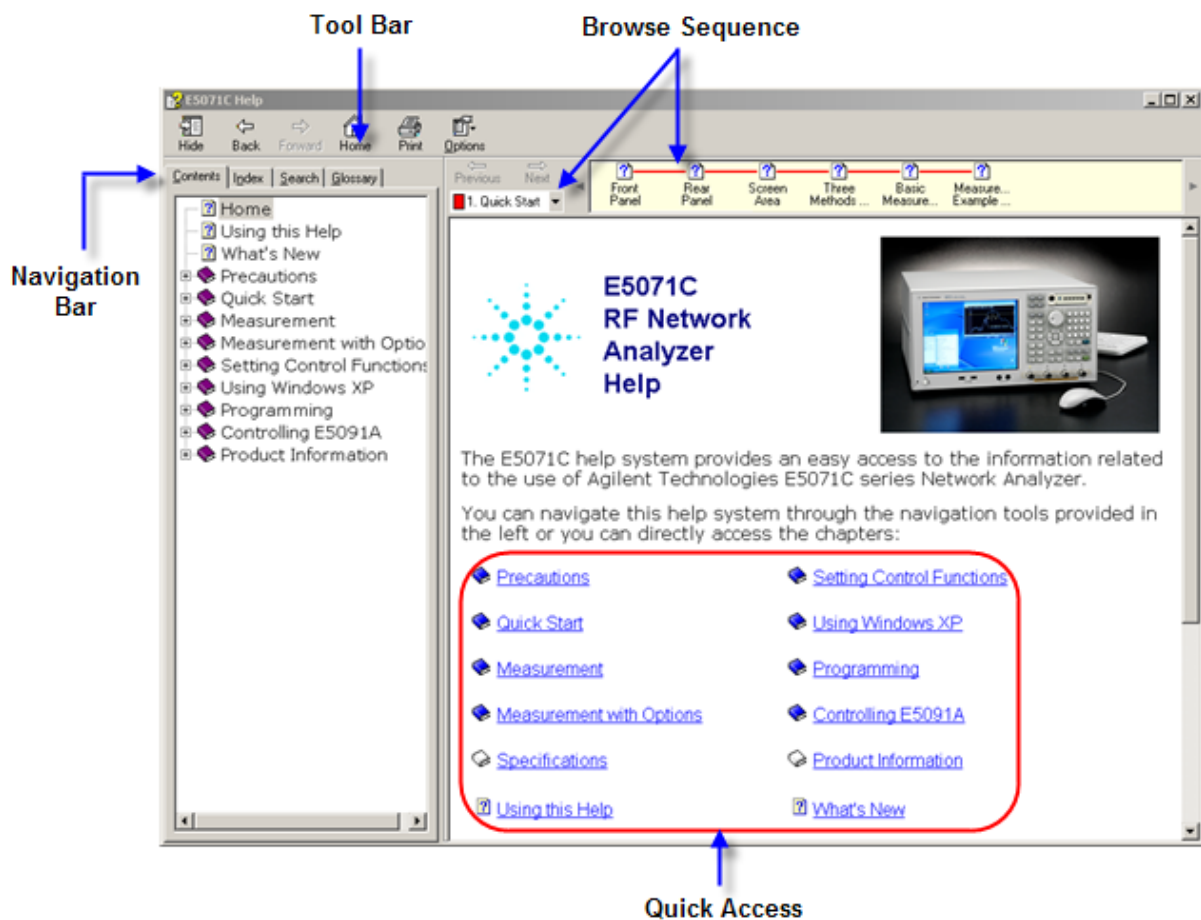 Tool Bar
Browse Sequence
E5071C Help
Hide Back Forward Home Print Options
Contents Index Search Glossary
Previous Next
1. Quick Start
Front Panel
Rear Panel
Screen Area
Three Methods ...
Basic Measure...
Measure... Example ...
Navigation Bar
Home
Using this Help
What's New
Precautions
Quick Start
Measurement
Measurement with Optio
Setting Control Functions
Using Windows XP
Programming
Controlling E5091A
Product Information
E5071C
RF Network
Analyzer
Help
The E5071C help system provides an easy access to the information related
to the use of Agilent Technologies E5071C series Network Analyzer.
You can navigate this help system through the navigation tools provided in
the left or you can directly access the chapters:
Precautions
Setting Control Functions
Quick Start
Using Windows XP
Measurement
Programming
Measurement with Options
Controlling E5091A
Specifications
Product Information
Using this Help
What's New
Quick Access